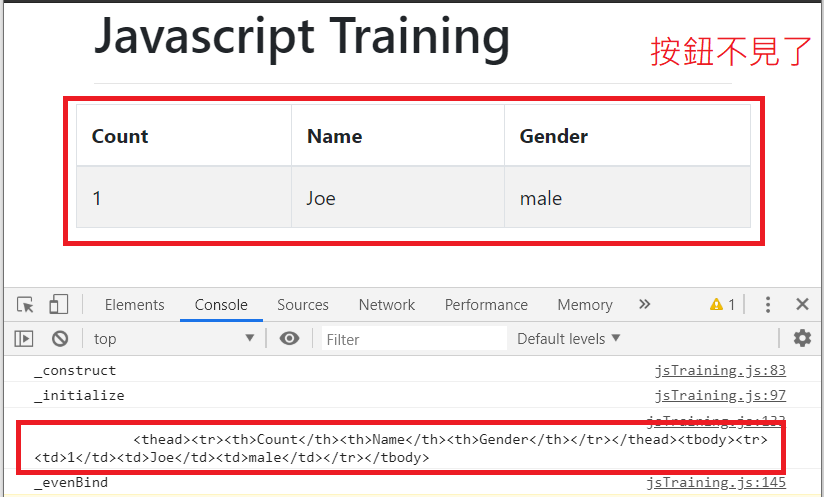 Javascript Training
按鈕不見了
Count Name Gender
1 Joe male
Elements Console Sources Network Performance Memory » 1
top Filter Default levels
_construct jsTraining.js:83
_initialize jsTraining.js:97
jsTraining.js:133
<thead><tr><th>Count</th><th>Name</th><th>Gender</th></tr></thead><tbody><tr>
<td>1</td><td>Joe</td><td>male</td></tr></tbody>
_evenBind jsTraining.js:145